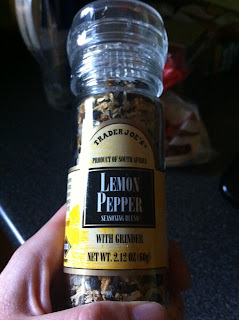 TRADER JOE'S
PRODUCT OF SOUTH AFRICA
LEMON
PEPPER
SEASONING BLEND
WITH GRINDER
NET WT. 2.12 OZ (60g)